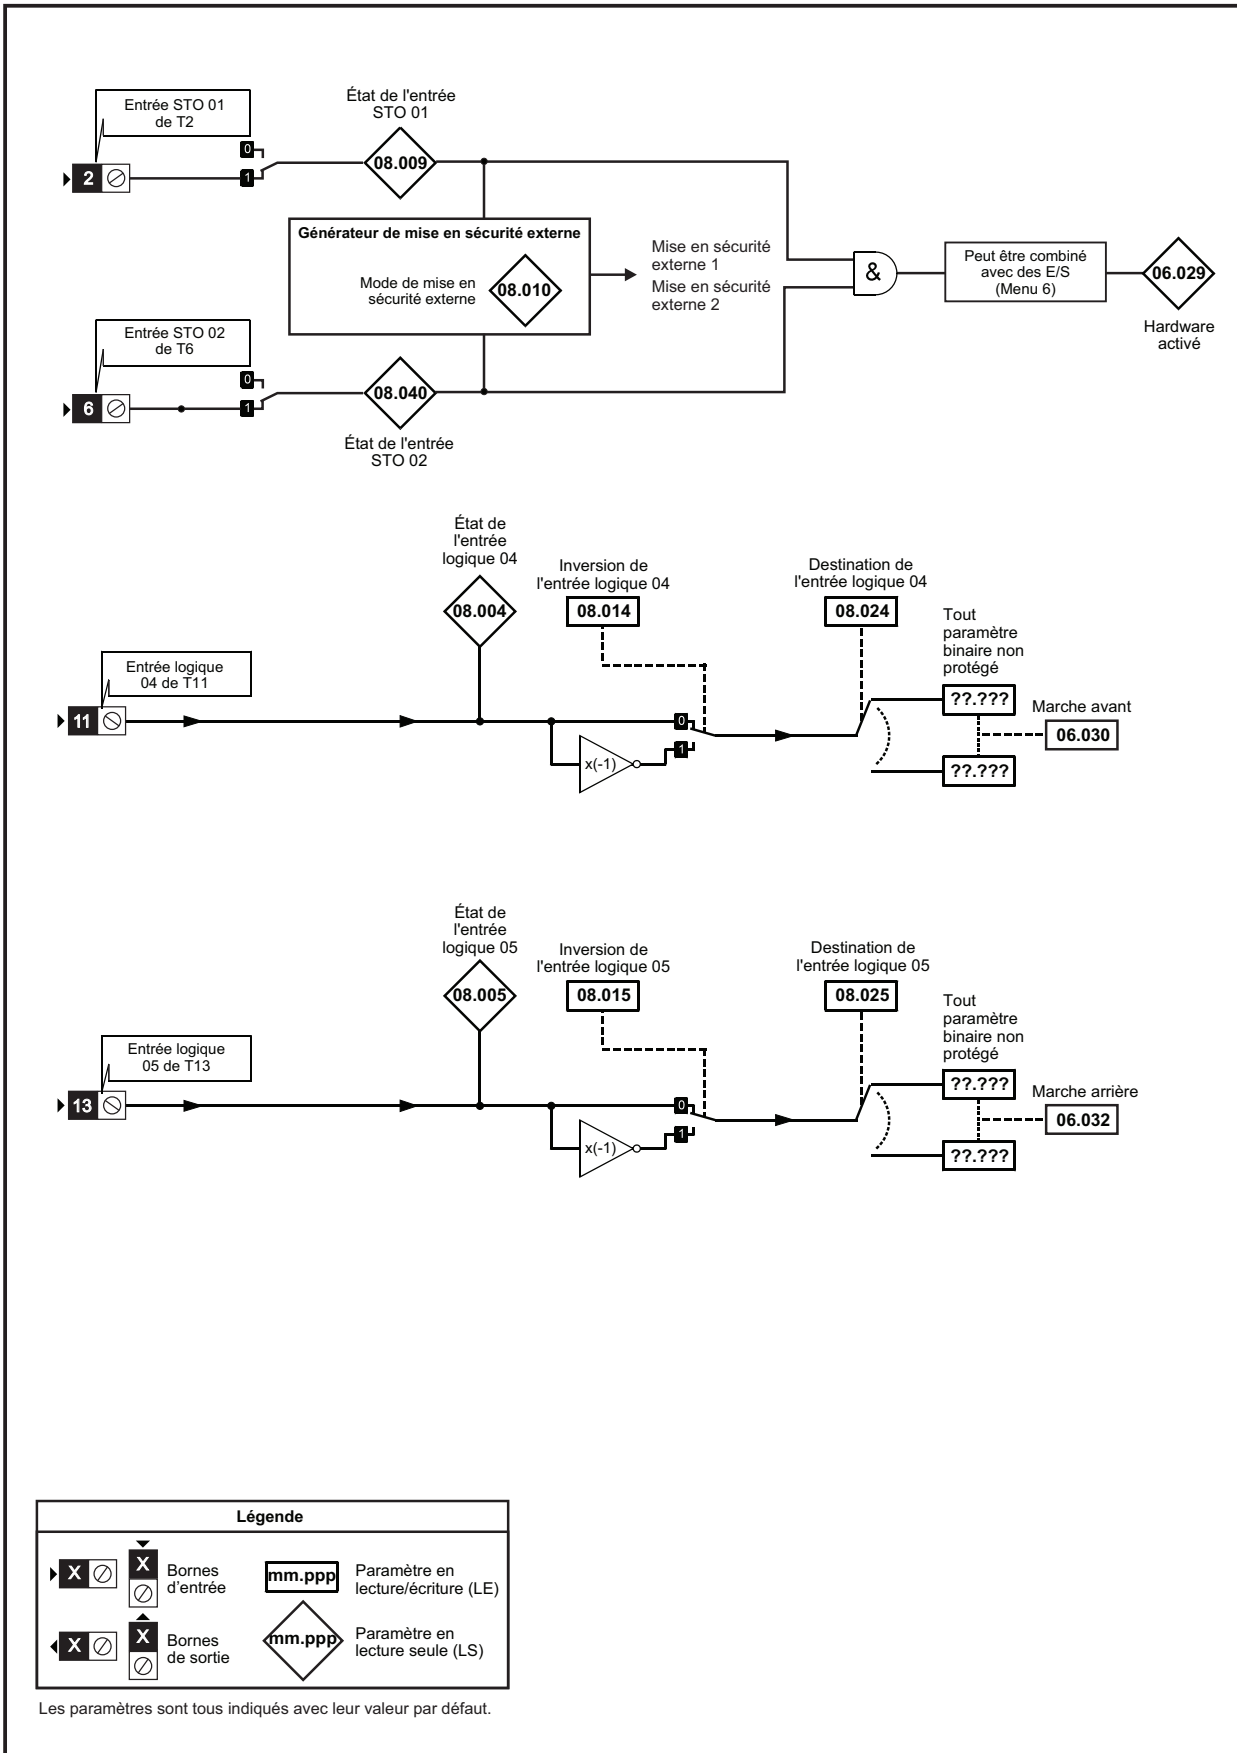 Entrée STO 01
de T2
État de l'entrée
STO 01
0
1
2
08.009
Générateur de mise en sécurité externe
Mode de mise en
sécurité externe
08.010
Mise en sécurité
externe 1
Mise en sécurité
externe 2
&
Peut être combiné
avec des E/S
(Menu 6)
06.029
Hardware
activé
Entrée STO 02
de T6
0
1
6
08.040
État de l'entrée
STO 02
État de
l'entrée
logique 04
08.004
Inversion de
l'entrée logique 04
08.014
Destination de
l'entrée logique 04
08.024
Tout
paramètre
binaire non
protégé
Entrée logique
04 de T11
11
0
1
x(-1)
??.???
??.???
Marche avant
06.030
État de
l'entrée
logique 05
08.005
Inversion de
l'entrée logique 05
08.015
Destination de
l'entrée logique 05
08.025
Tout
paramètre
binaire non
protégé
Entrée logique
05 de T13
13
0
1
x(-1)
??.???
??.???
Marche arrière
06.032
Légende
X
X
Bornes
d'entrée
mm.ppp
Paramètre en
lecture/écriture (LE)
X
X
Bornes
de sortie
mm.ppp
Paramètre en
lecture seule (LS)
Les paramètres sont tous indiqués avec leur valeur par défaut.